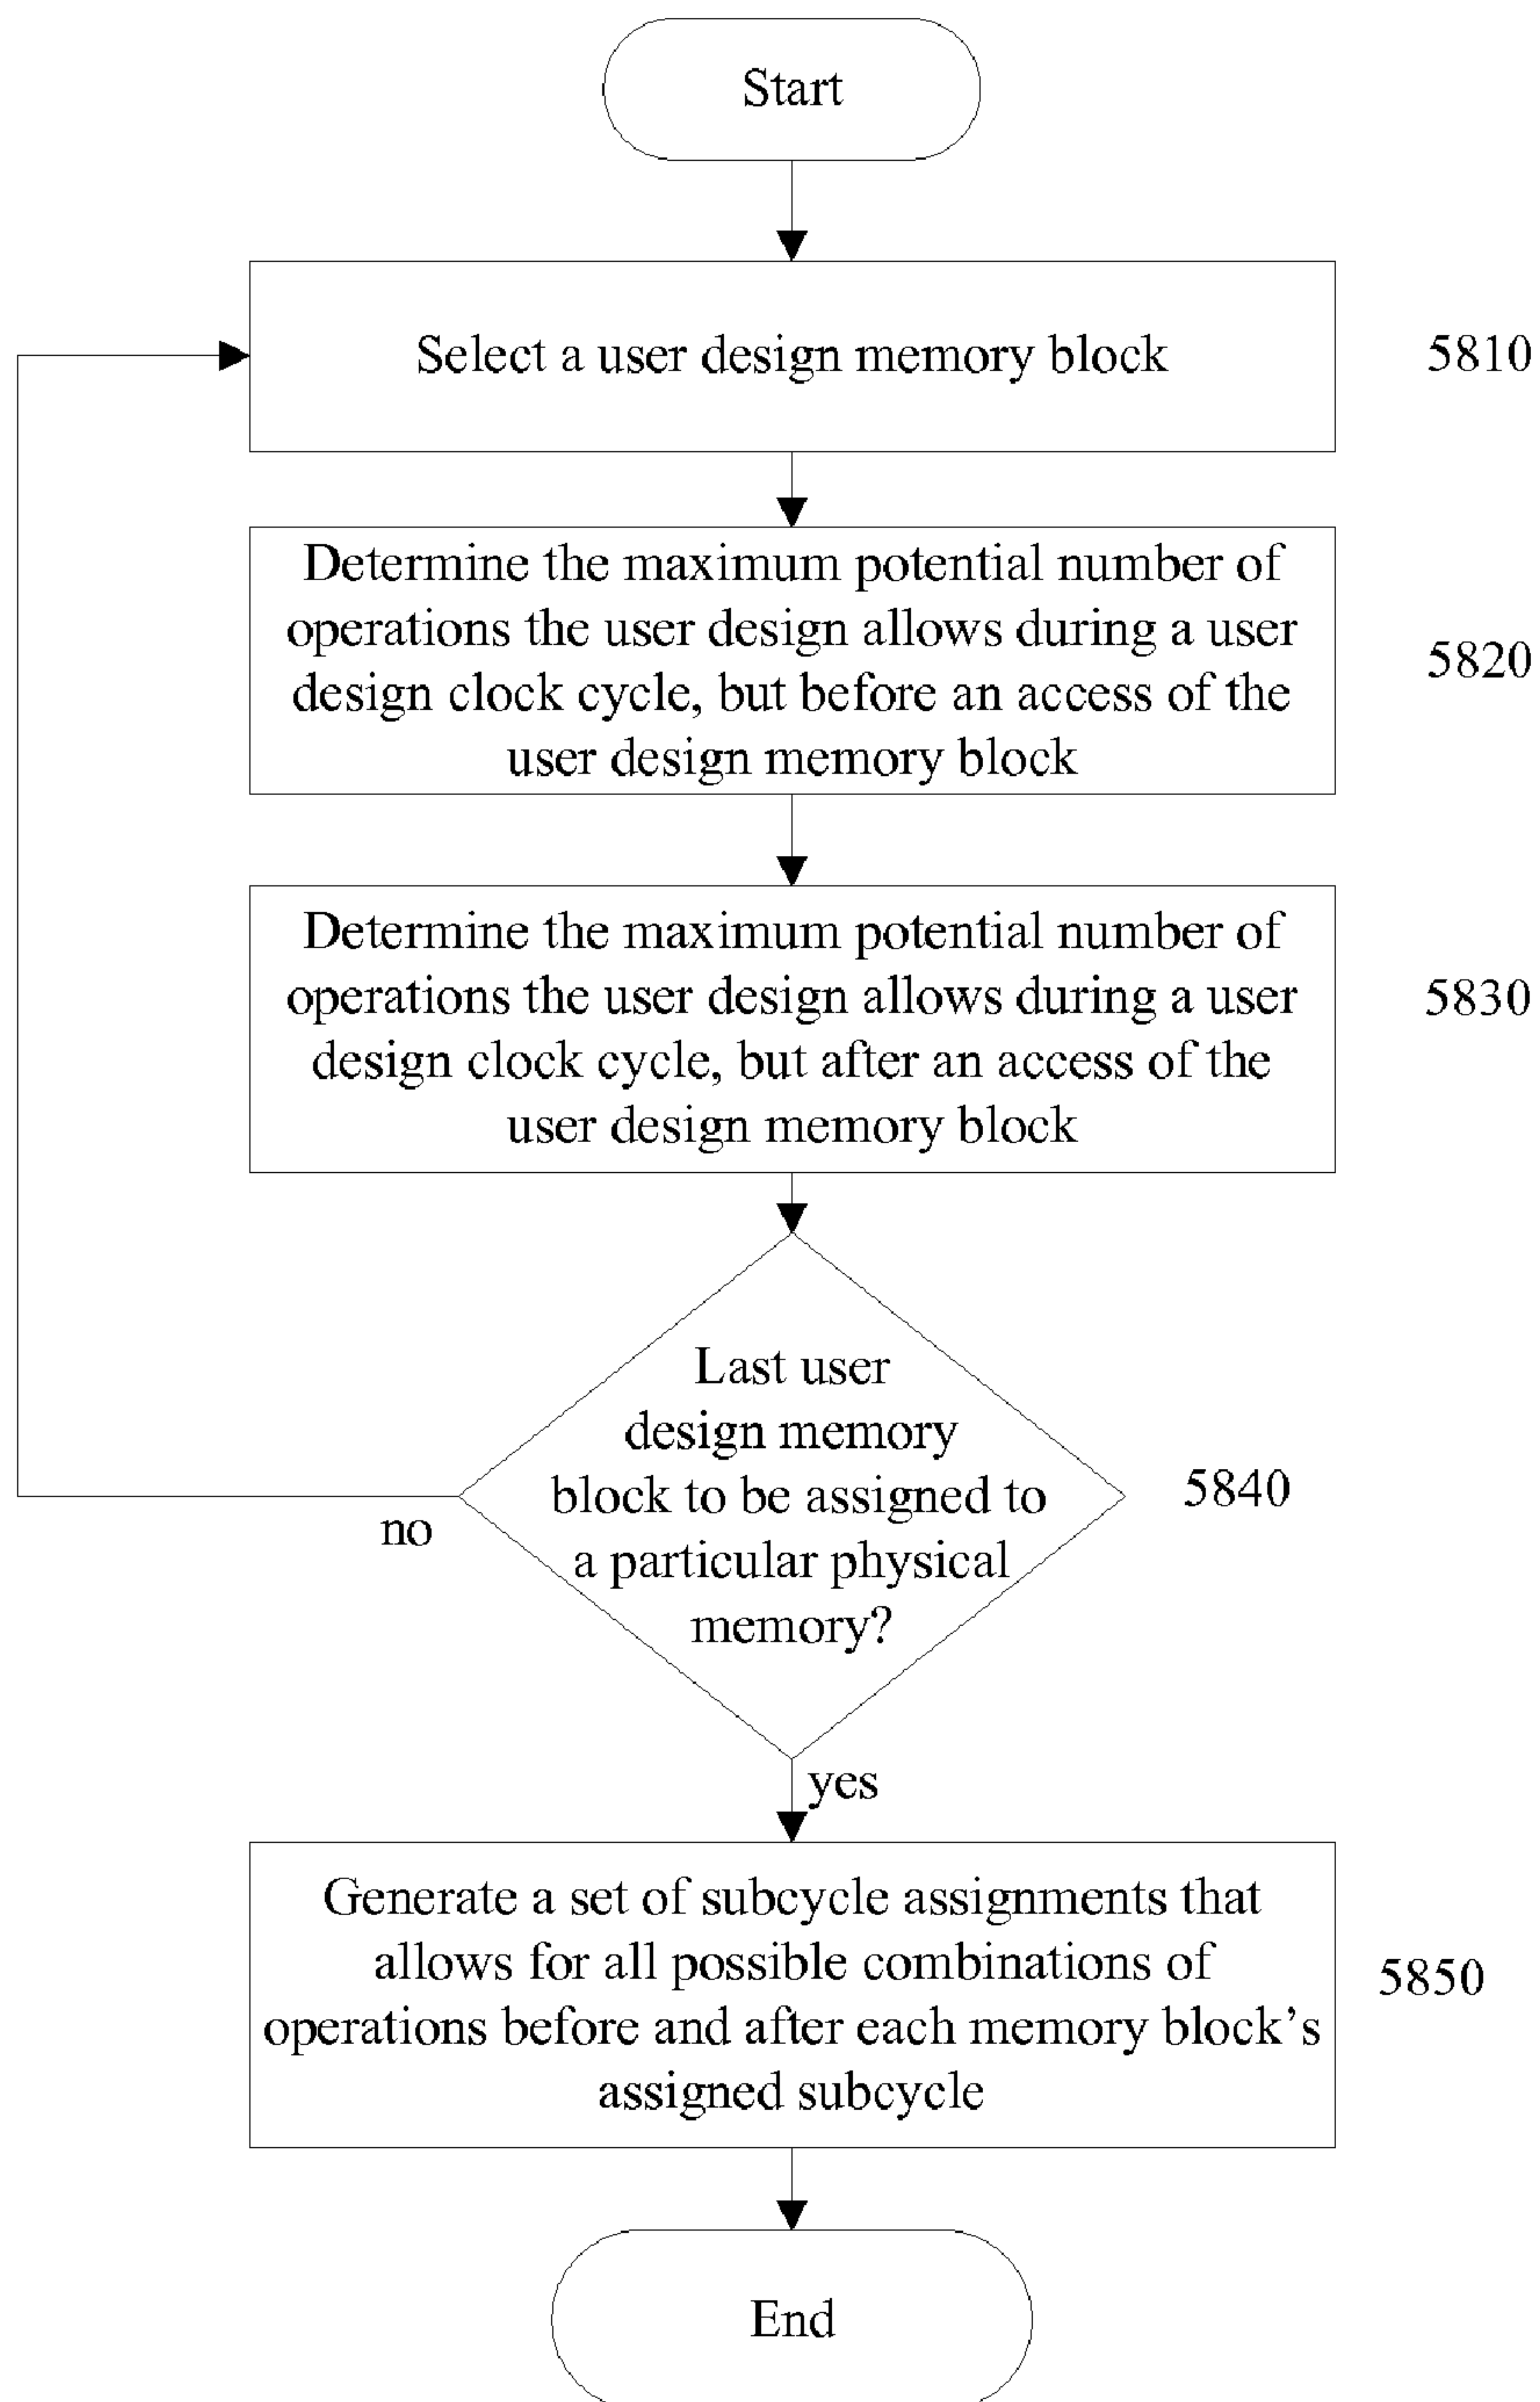 Start
Select a user design memory block
5810
Determine the maximum potential number of
operations the user design allows during a user
design clock cycle, but before an access of the
user design memory block
5820
Determine the maximum potential number of
operations the user design allows during a user
design clock cycle, but after an access of the
user design memory block
5830
Last user
design memory
block to be assigned to
a particular physical
memory?
5840
no
yes
Generate a set of subcycle assignments that
allows for all possible combinations of
operations before and after each memory block’s
assigned subcycle
5850
End